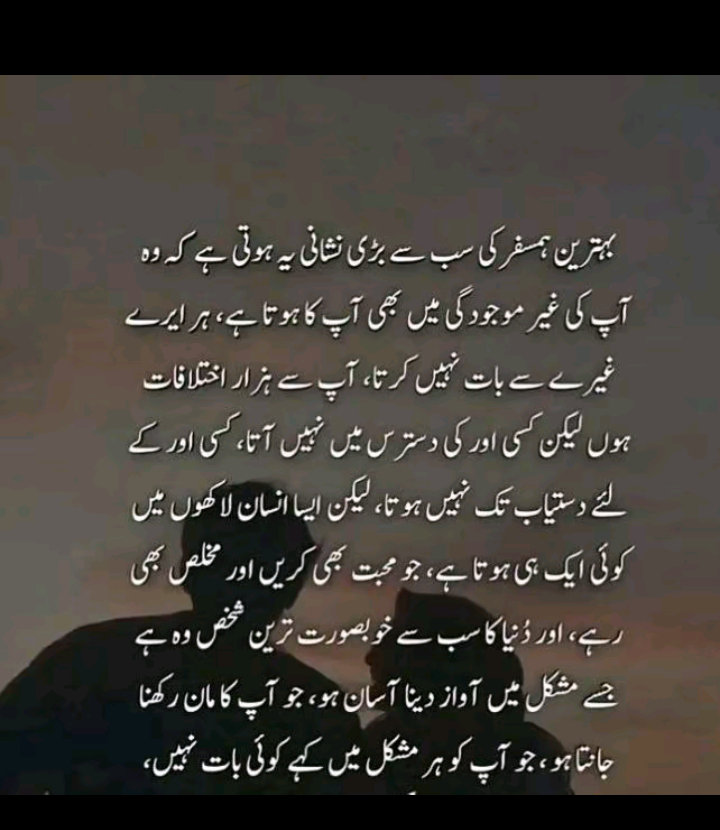 بہترین ہمسفر کی سب سے بڑی نشانی یہ ہوتی ہے کہ وہ
آپ کی غیر موجودگی میں بھی آپ کا ہوتا ہے، ہر ایرے
غیرے سے بات نہیں کرتا، آپ سے ہزار اختلافات
ہوں لیکن کسی اور کی دسترس میں نہیں آتا، کسی اور کے
لئے دستیاب تک نہیں ہوتا، لیکن ایسا انسان لاکھوں میں
کوئی ایک ہی ہوتا ہے، جو محبت بھی کریں اور مخلص بھی
رہے، اور دُنیا کا سب سے خوبصورت ترین شخص وہ ہے
جسے مشکل میں آواز دینا آسان ہو، جو آپ کا مان رکھنا
جانتا ہو، جو آپ کو ہر مشکل میں کہے کوئی بات نہیں،